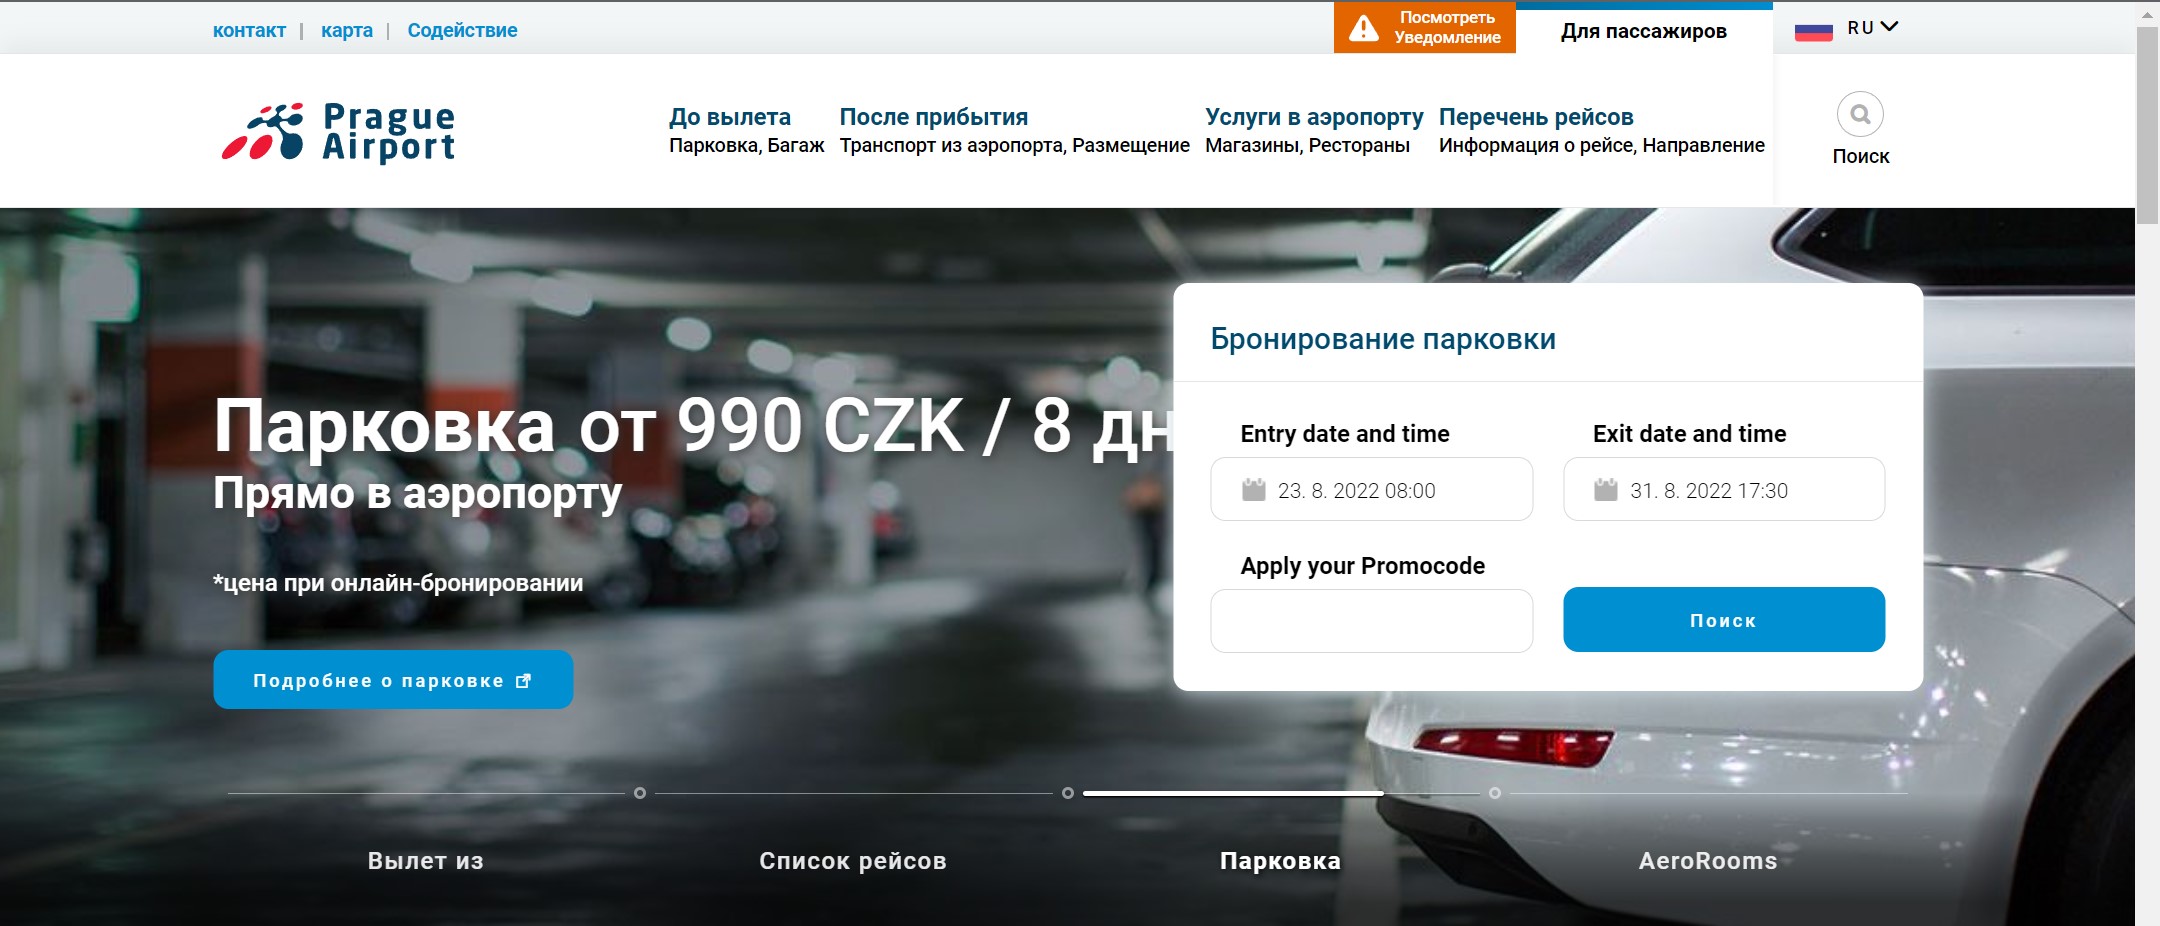 контакт | карта | Содействие
Посмотреть
Уведомление
Для пассажиров
RU
Prague
Airport
До вылета
Парковка, Багаж
После прибытия
Транспорт из аэропорта, Размещение
Услуги в аэропорту
Магазины, Рестораны
Перечень рейсов
Информация о рейсе, Направление
Поиск
Парковка от 990 CZK / 8 дн
Прямо в аэропорту
*цена при онлайн-бронировании
Подробнее о парковке
Бронирование парковки
Entry date and time
Exit date and time
23. 8. 2022 08:00
31. 8. 2022 17:30
Apply your Promocode
Поиск
Вылет из
Список рейсов
Парковка
AeroRooms